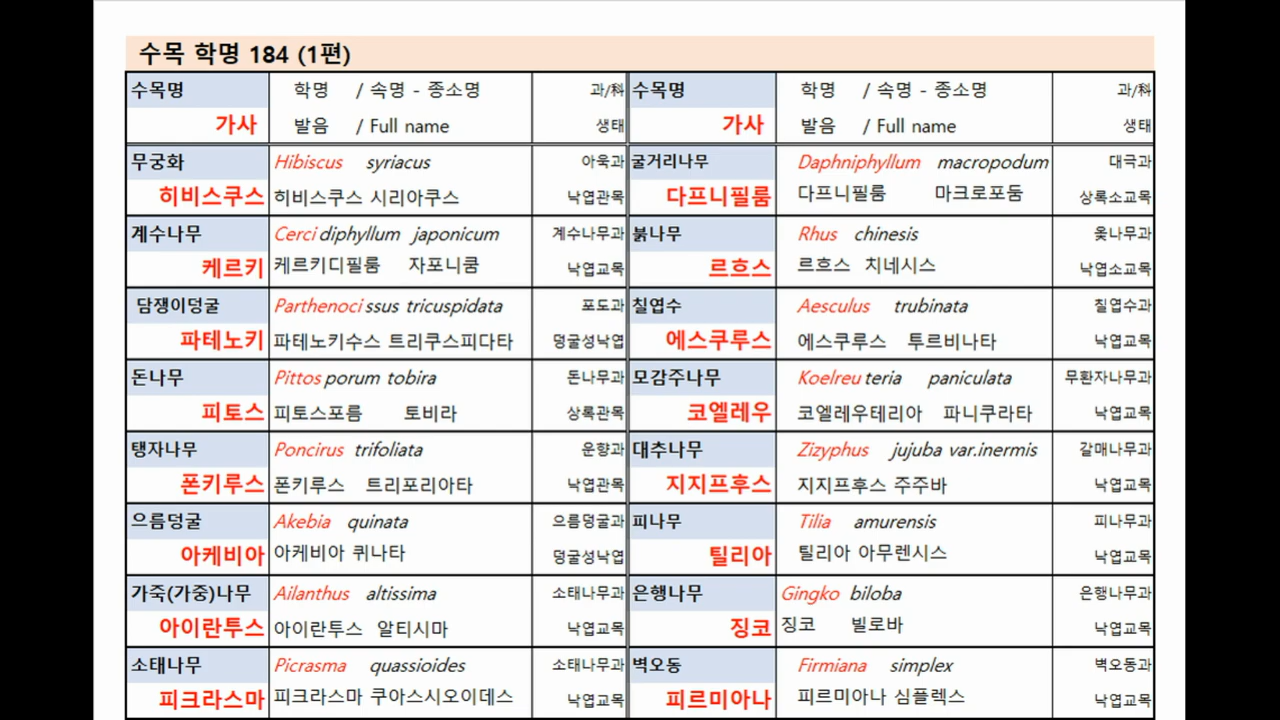 수목 학명 184 (1편)
수목명 학명 / 속명 - 종소명 과/科 수목명 학명 / 속명 - 종소명 과/科
가사 발음 / Full name 생태 가사 발음 / Full name 생태
무궁화 Hibiscus syriacus 아욱과 굴거리나무 Daphniphyllum macropodum 대극과
히비스쿠스 히비스쿠스 시리아쿠스 낙엽관목 다프니필룸 다프니필룸 마크로포둠 상록소교목
계수나무 Cerci diphyllum japonicum 계수나무과 붉나무 Rhus chinesis 옻나무과
케르키 케르키디필룸 자포니쿰 낙엽교목 르흐스 르흐스 치네시스 낙엽소교목
담쟁이덩굴 Parthenoci ssus tricuspidata 포도과 칠엽수 Aesculus trubinata 칠엽수과
파테노키 파테노키수스 트리쿠스피다타 덩굴성낙엽 에스쿠루스 에스쿠루스 투르비나타 낙엽교목
돈나무 Pittos porum tobira 돈나무과 모감주나무 Koelreu teria paniculata 무환자나무과
피토스 피토스포름 토비라 상록관목 코엘레우 코엘레우테리아 파니쿠라타 낙엽교목
탱자나무 Poncirus trifoliata 운향과 대추나무 Zizyphus jujuba var.inermis 갈매나무과
폰키루스 폰키루스 트리포리아타 낙엽관목 지지프후스 지지프후스 주주바 낙엽교목
으름덩굴 Akebia quinata 으름덩굴과 피나무 Tilia amurensis 피나무과
아케비아 아케비아 퀴나타 덩굴성낙엽 틸리아 틸리아 아무렌시스 낙엽교목
가죽(가중)나무 Ailanthus altissima 소태나무과 은행나무 Gingko biloba 은행나무과
아이란투스 아이란투스 알티시마 낙엽교목 징코 징코 빌로바 낙엽교목
소태나무 Picrasma quassioides 소태나무과 벽오동 Firmiana simplex 벽오동과
피크라스마 피크라스마 쿠아스시오이데스 낙엽교목 피르미아나 피르미아나 심플렉스 낙엽교목